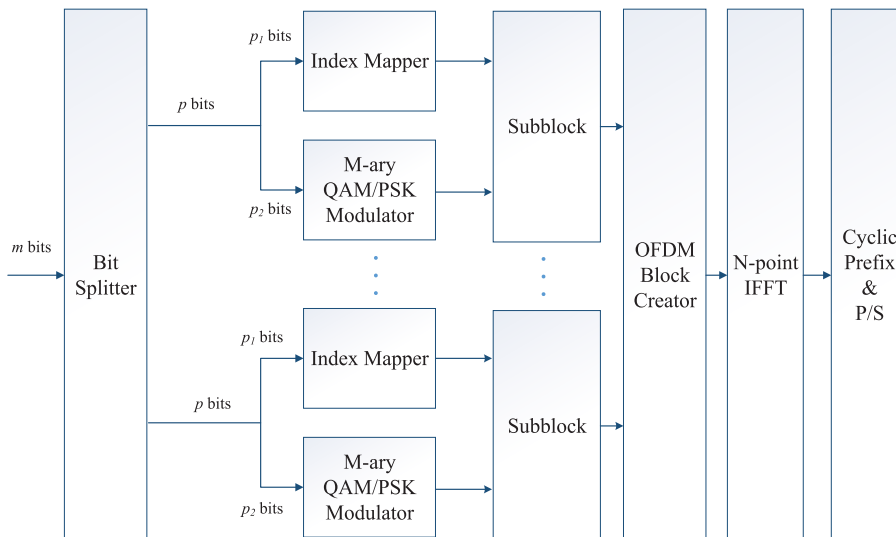 m bits
Bit
Splitter
p bits
p1 bits
Index Mapper
p2 bits
M-ary
QAM/PSK
Modulator
Subblock
p bits
p1 bits
Index Mapper
p2 bits
M-ary
QAM/PSK
Modulator
Subblock
OFDM
Block
Creator
N-point
IFFT
Cyclic
Prefix
&
P/S